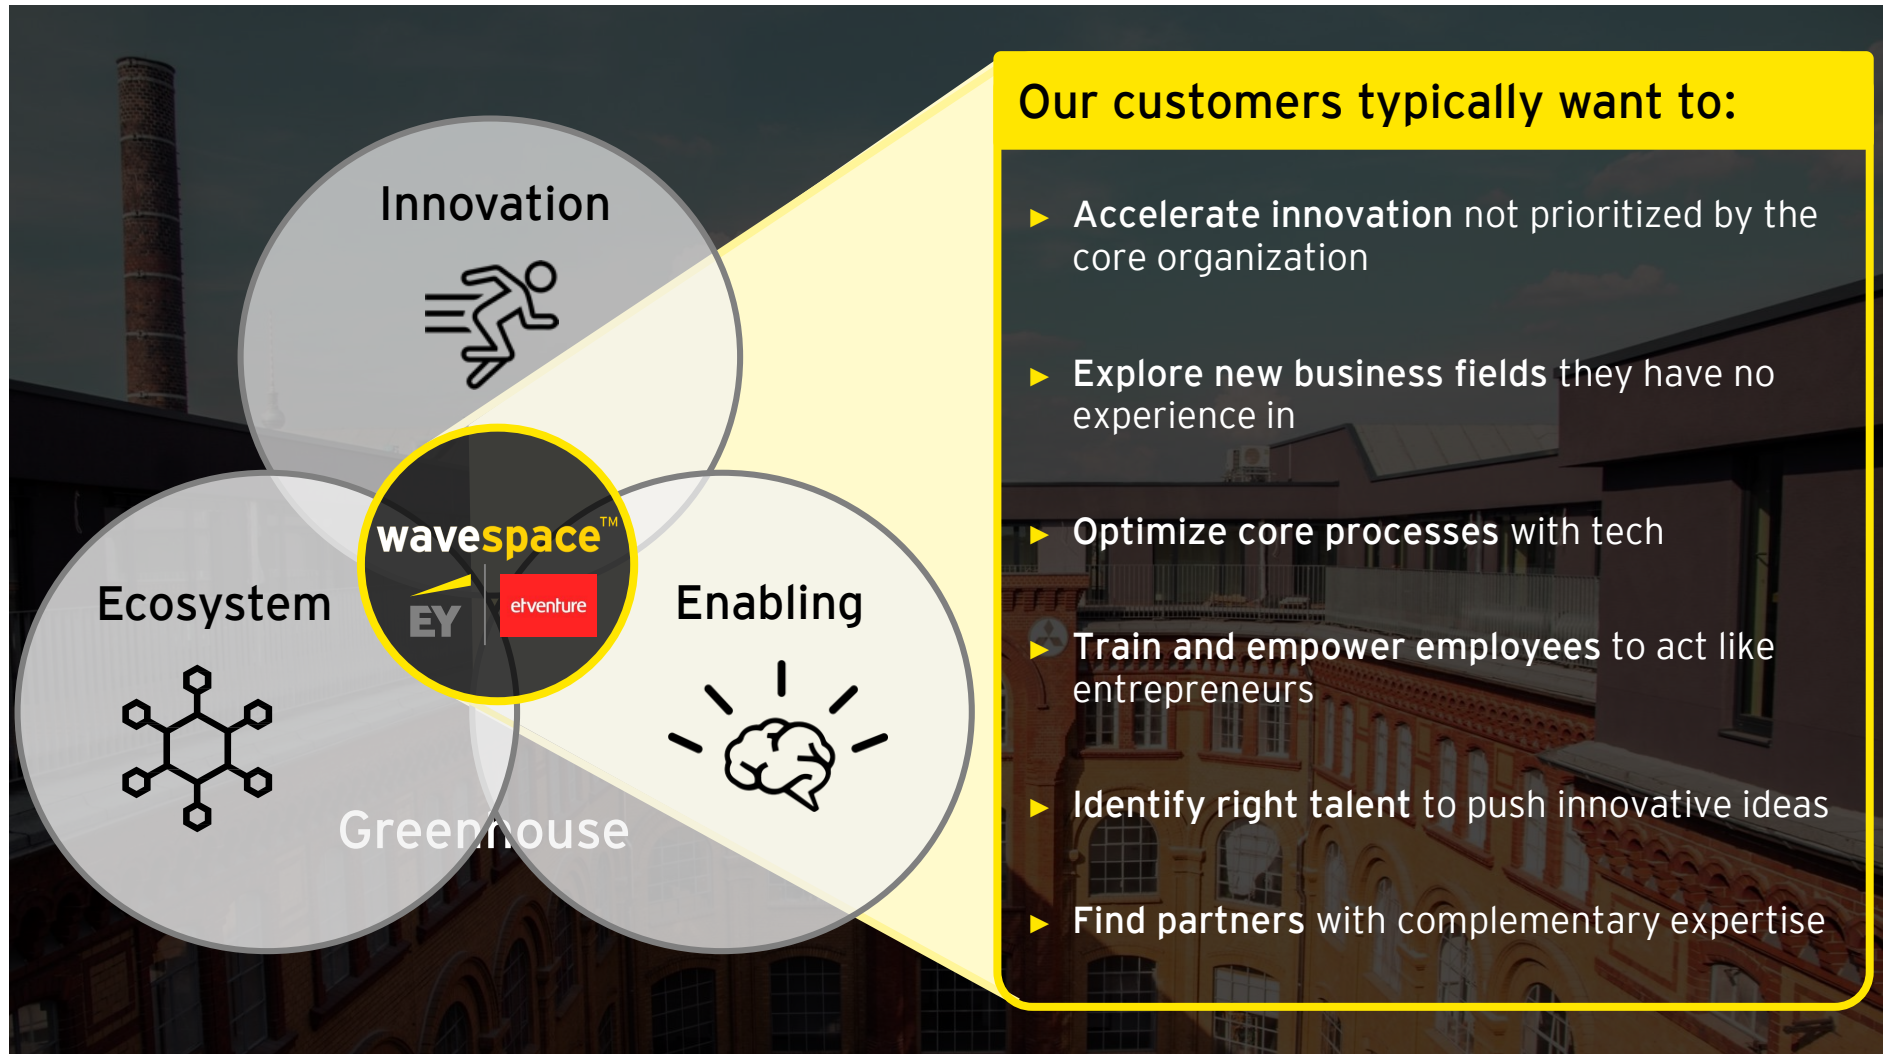 Innovation
wavespace™
EY
etventure
Ecosystem
Enabling
Greenhouse
Our customers typically want to:
► Accelerate innovation not prioritized by the
core organization
► Explore new business fields they have no
experience in
► Optimize core processes with tech
► Train and empower employees to act like
entrepreneurs
► Identify right talent to push innovative ideas
► Find partners with complementary expertise